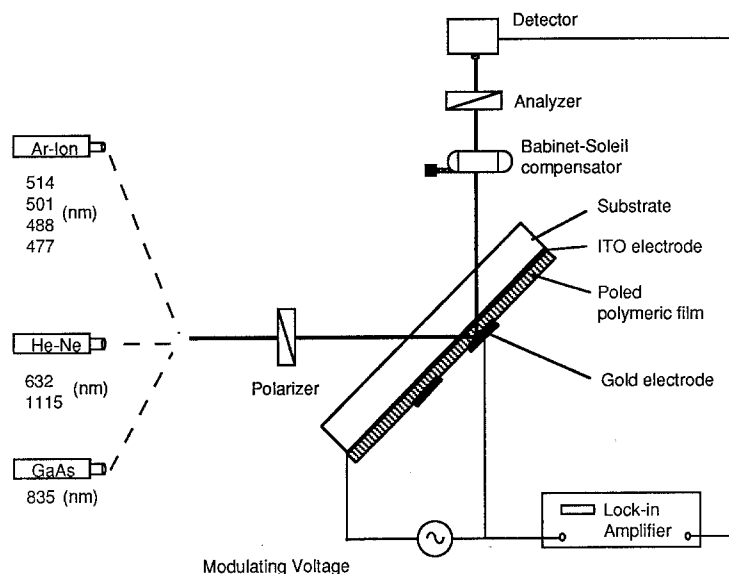 Detector
Analyzer
Babinet-Soleil
compensator
Substrate
ITO electrode
Poled
polymeric film
Gold electrode
Ar-Ion
514
501
488
477
(nm)
He-Ne
632
1115
(nm)
GaAs
835 (nm)
Polarizer
Lock-in
Amplifier
Modulating Voltage